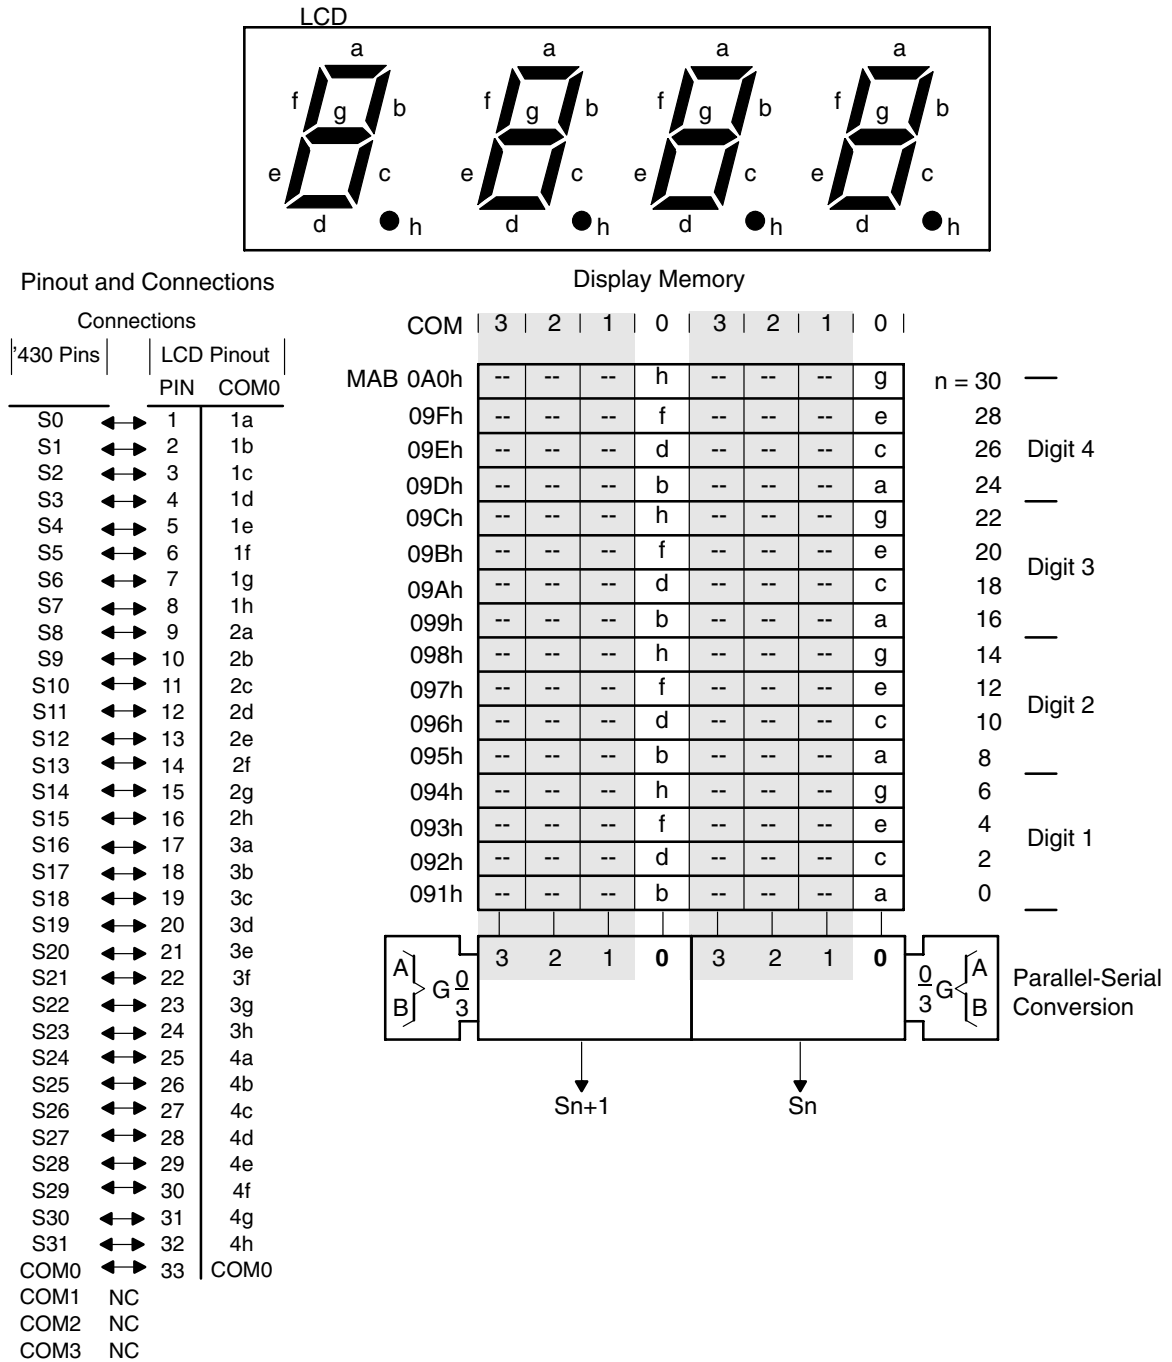 LCD
a a a a
f g b f g b f g b f g b
e c e c e c e c
d h d h d h d h
Pinout and Connections
Connections
'430 Pins LCD Pinout
PIN COM0
S0 1 1a
S1 2 1b
S2 3 1c
S3 4 1d
S4 5 1e
S5 6 1f
S6 7 1g
S7 8 1h
S8 9 2a
S9 10 2b
S10 11 2c
S11 12 2d
S12 13 2e
S13 14 2f
S14 15 2g
S15 16 2h
S16 17 3a
S17 18 3b
S18 19 3c
S19 20 3d
S20 21 3e
S21 22 3f
S22 23 3g
S23 24 3h
S24 25 4a
S25 26 4b
S26 27 4c
S27 28 4d
S28 29 4e
S29 30 4f
S30 31 4g
S31 32 4h
COM0 33 COM0
COM1 NC
COM2 NC
COM3 NC
Display Memory
COM 3 2 1 0 3 2 1 0
MAB 0A0h -- -- -- h -- -- -- g n = 30
09Fh -- -- -- f -- -- -- e 28
09Eh -- -- -- d -- -- -- c 26 Digit 4
09Dh -- -- -- b -- -- -- a 24
09Ch -- -- -- h -- -- -- g 22
09Bh -- -- -- f -- -- -- e 20 Digit 3
09Ah -- -- -- d -- -- -- c 18
099h -- -- -- b -- -- -- a 16
098h -- -- -- h -- -- -- g 14
097h -- -- -- f -- -- -- e 12 Digit 2
096h -- -- -- d -- -- -- c 10
095h -- -- -- b -- -- -- a 8
094h -- -- -- h -- -- -- g 6
093h -- -- -- f -- -- -- e 4 Digit 1
092h -- -- -- d -- -- -- c 2
091h -- -- -- b -- -- -- a 0
A B G 0 3 3 2 1 0 3 2 1 0 0 3 G A B
Parallel-Serial
Conversion
Sn+1 Sn